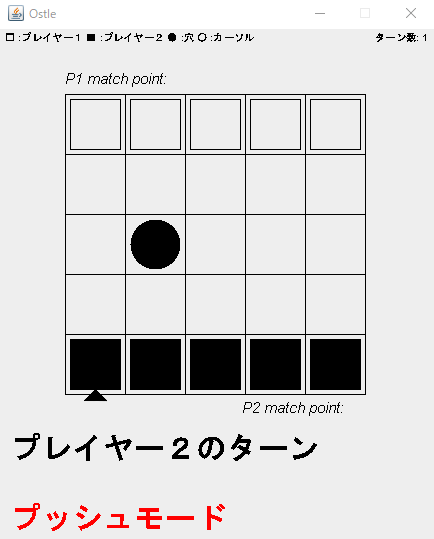 Ostle
□ :プレイヤー１ ■ :プレイヤー２ ● :穴 ○ :カーソル ターン数: 1
P1 match point:
P2 match point:
プレイヤー２のターン
プッシュモード